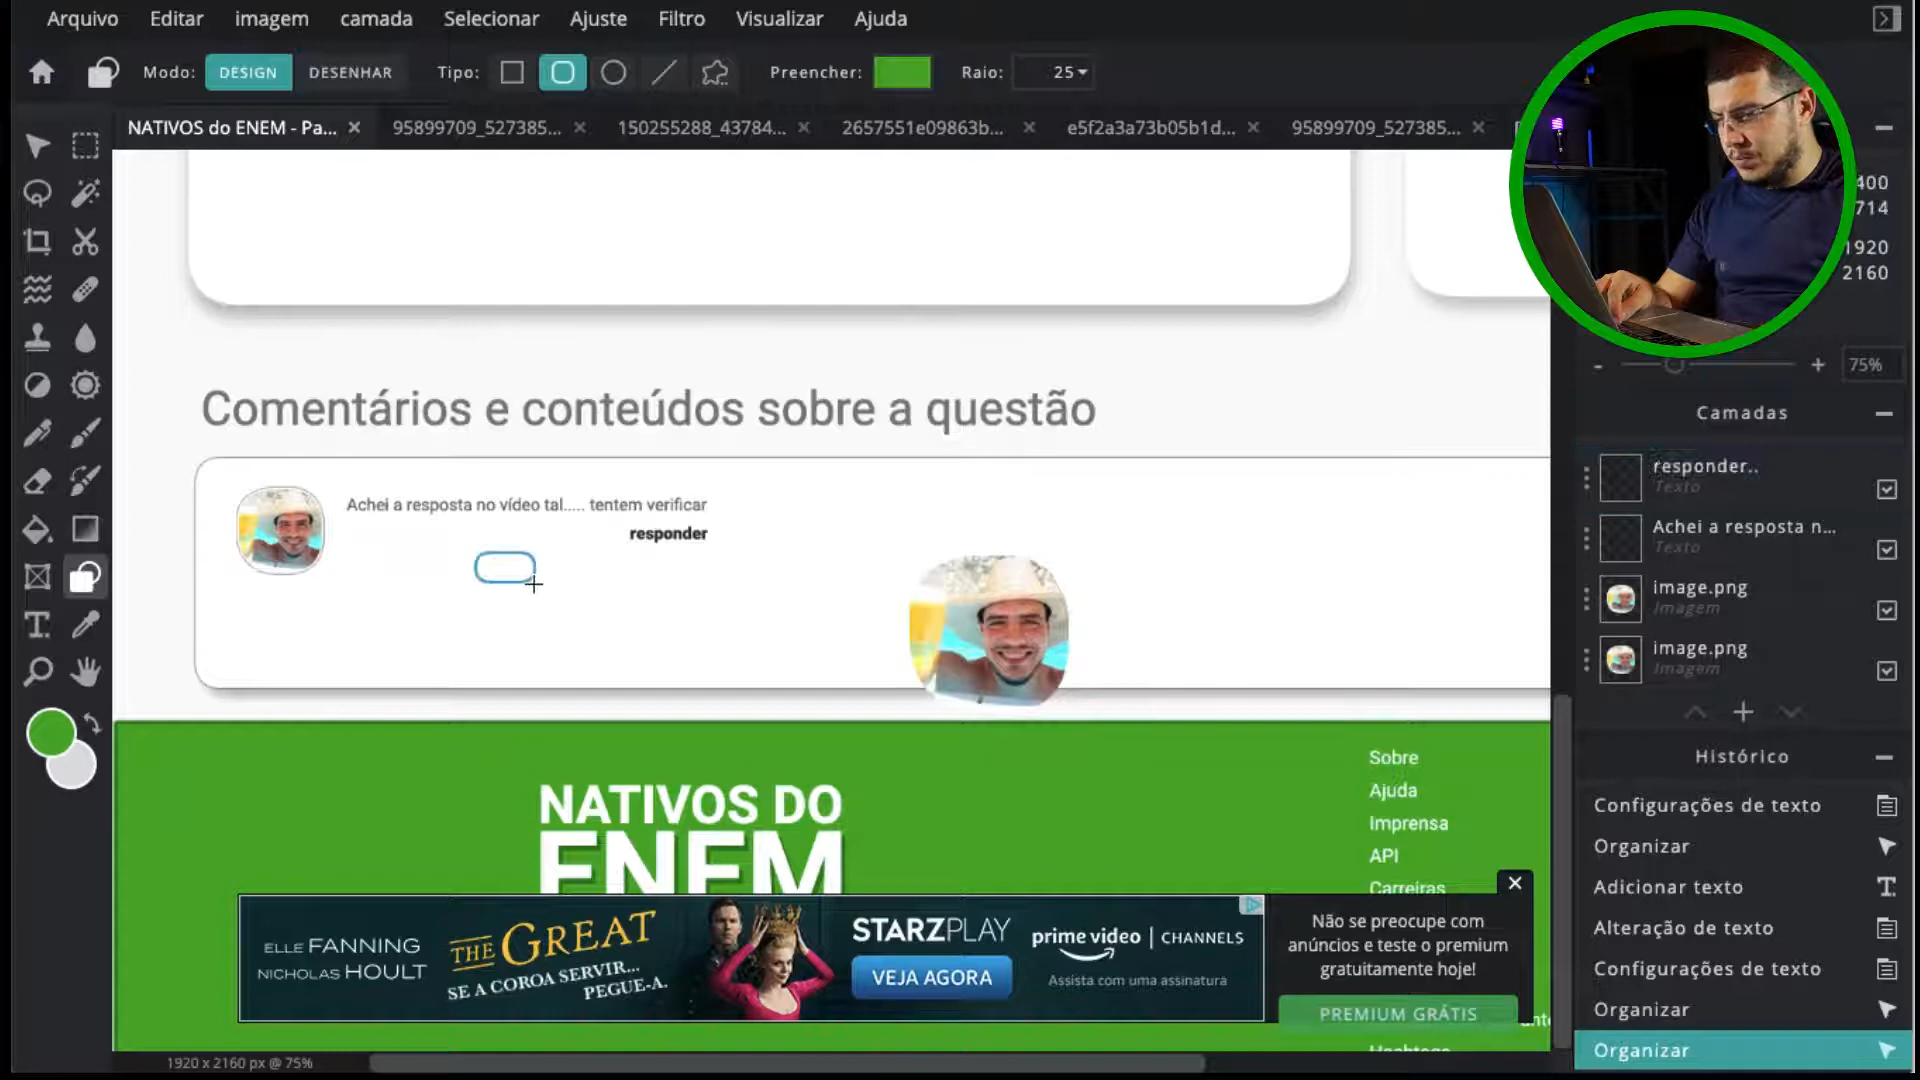 Arquivo Editar imagem camada Selecionar Ajuste Filtro Visualizar Ajuda
Modo: DESIGN DESENHAR Tipo: Preencher: Raio: 25
NATIVOS do ENEM - Pa... 95899709_527385... 150255288_43784... 2657551e09863b... e5f2a3a73b05b1d... 95899709_527385...
400
714
1920
2160
- + 75%
Comentários e conteúdos sobre a questão
Achei a resposta no vídeo tal..... tentem verificar
responder
Camadas
responder..
Texto
Achei a resposta n...
Texto
image.png
Imagem
image.png
Imagem
Histórico
Configurações de texto
Organizar
Adicionar texto
Alteração de texto
Configurações de texto
Organizar
Organizar
NATIVOS DO
ENEM
Sobre
Ajuda
Imprensa
API
Carreiras
Hashtags
ELLE FANNING
NICHOLAS HOULT
THE GREAT
SE A COROA SERVIR...
PEGUE-A.
STARZPLAY
VEJA AGORA
prime video | CHANNELS
Assista com uma assinatura
Não se preocupe com
anúncios e teste o premium
gratuitamente hoje!
PREMIUM GRÁTIS
1920 x 2160 px @ 75%